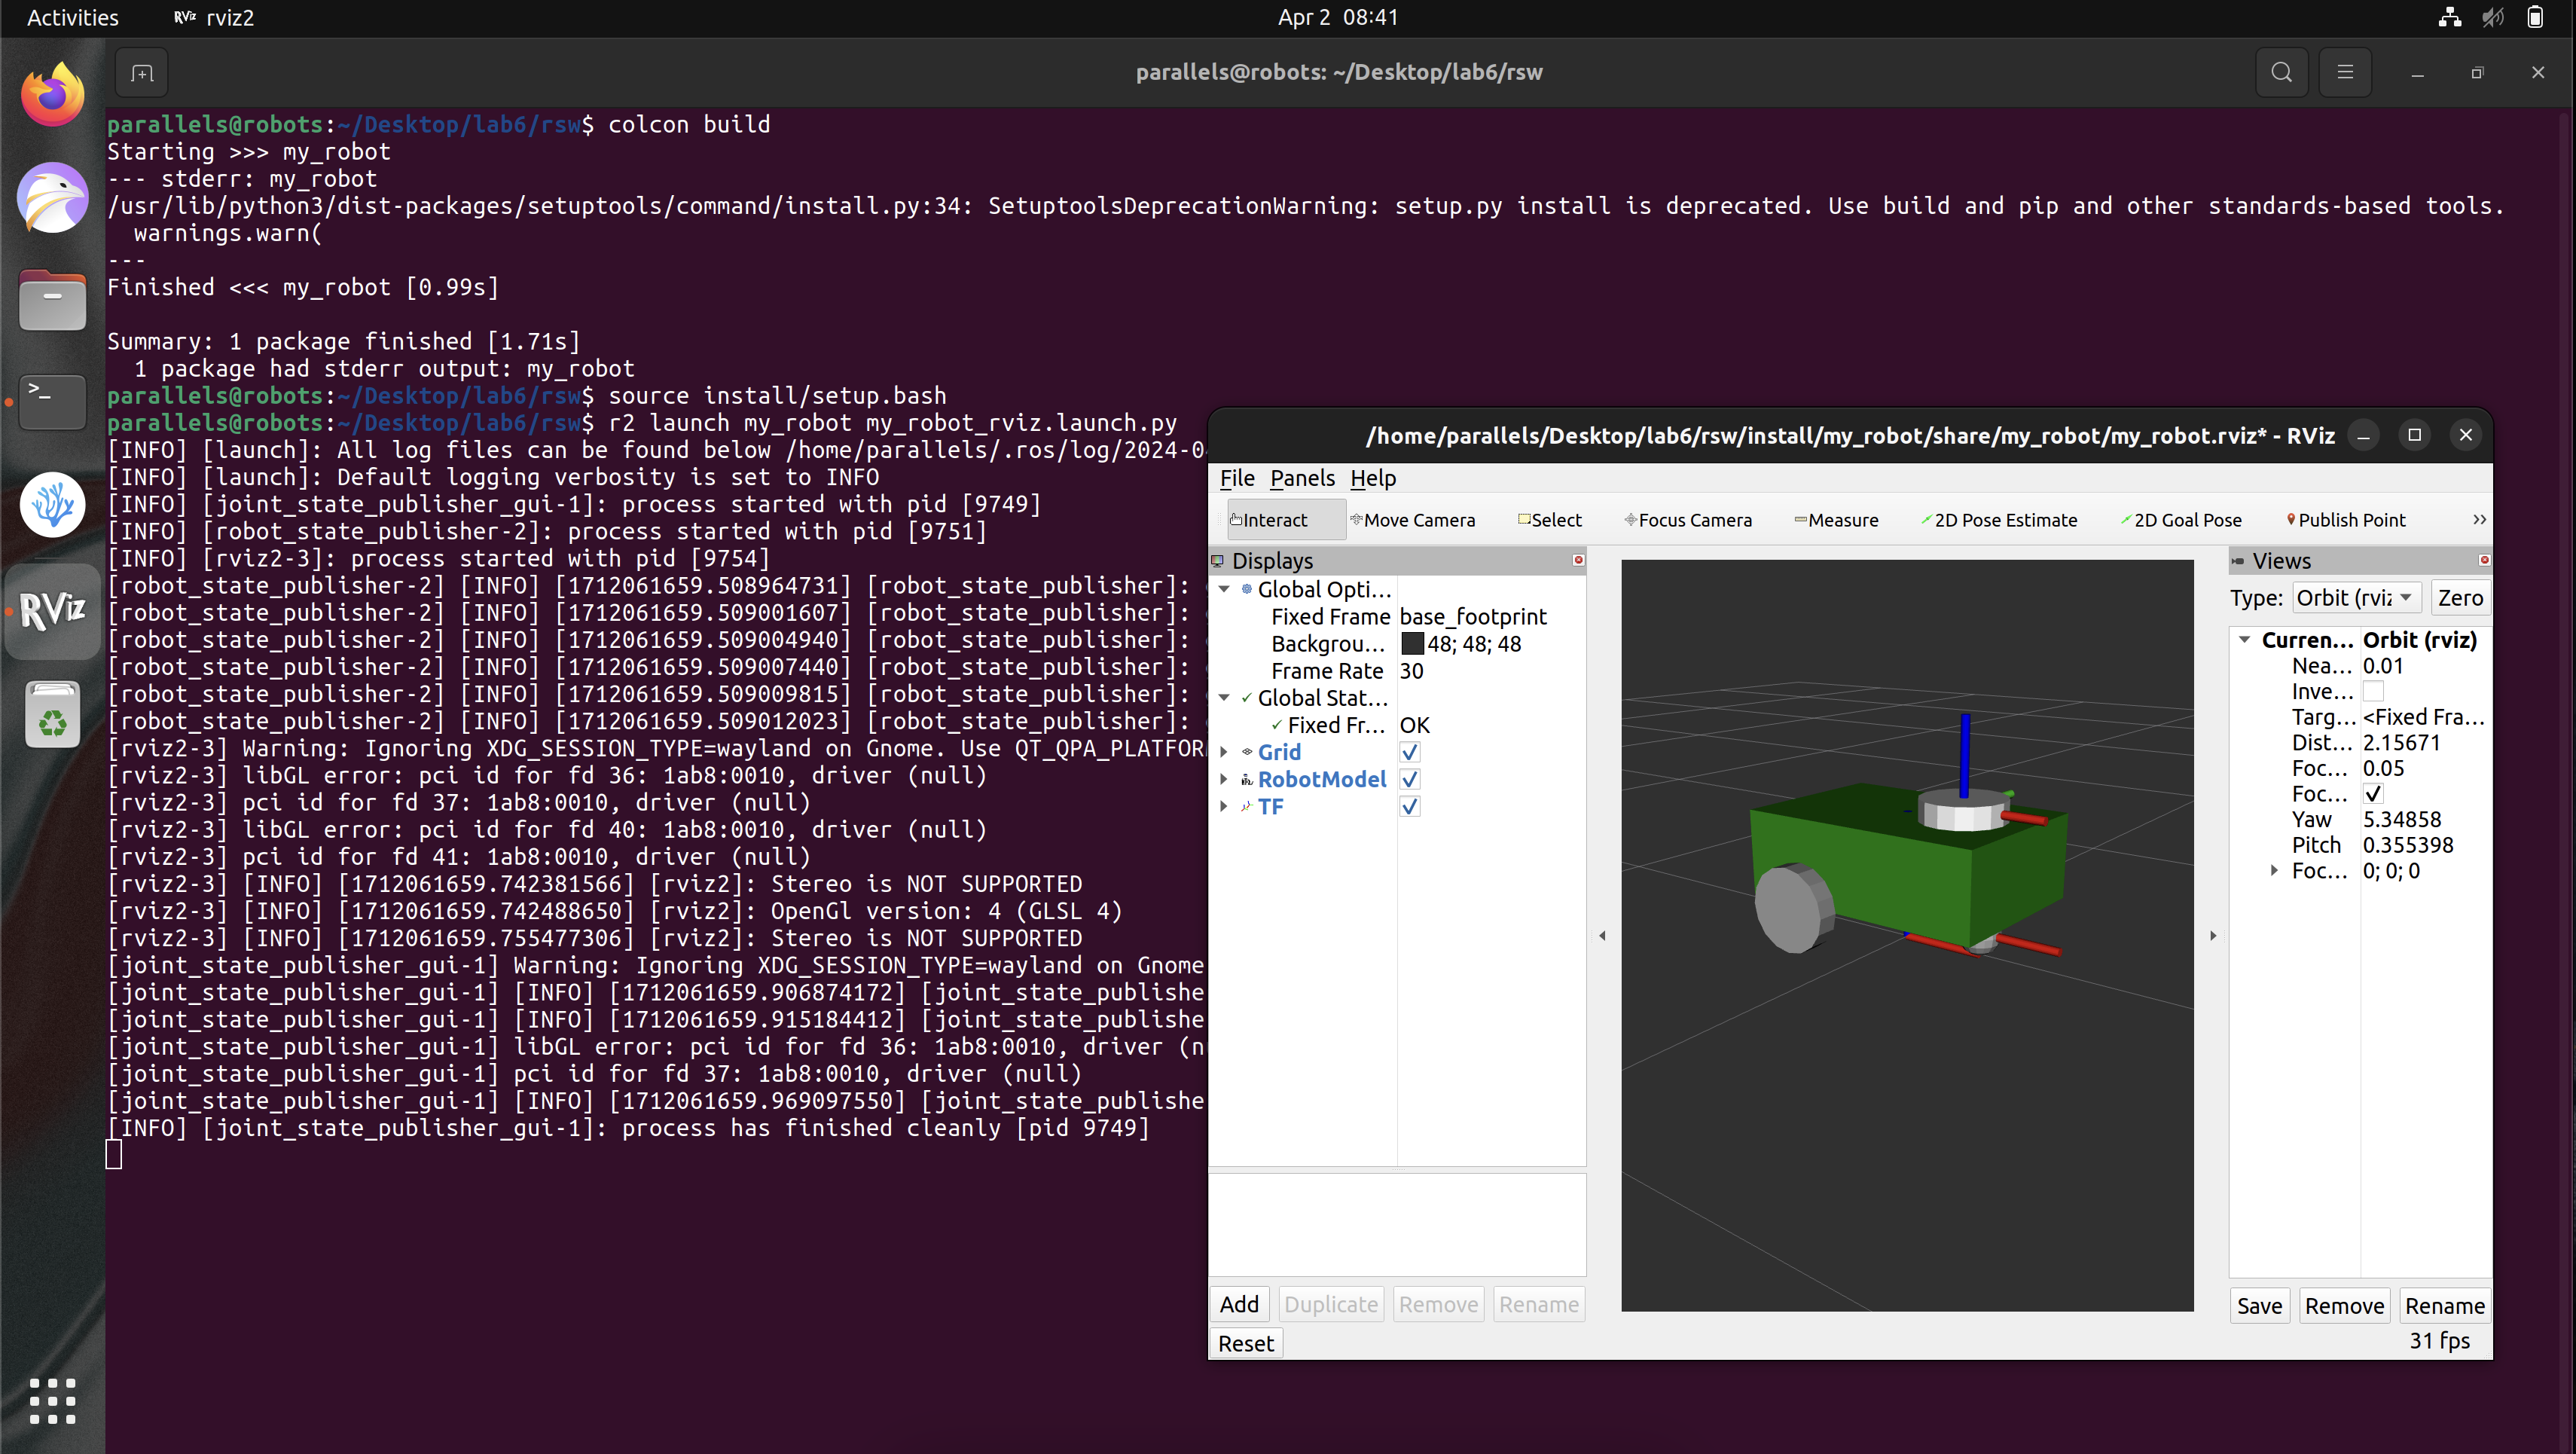 Activities
rviz2
Apr 2 08:41
parallels@robots: ~/Desktop/lab6/rsw
parallels@robots:~/Desktop/lab6/rsw$ colcon build
Starting >>> my_robot
--- stderr: my_robot
/usr/lib/python3/dist-packages/setuptools/command/install.py:34: SetuptoolsDeprecationWarning: setup.py install is deprecated. Use build and pip and other standards-based tools.
warnings.warn(
---
Finished <<< my_robot [0.99s]
Summary: 1 package finished [1.71s]
1 package had stderr output: my_robot
parallels@robots:~/Desktop/lab6/rsw$ source install/setup.bash
parallels@robots:~/Desktop/lab6/rsw$ r2 launch my_robot my_robot_rviz.launch.py
[INFO] [launch]: All log files can be found below /home/parallels/.ros/log/2024-0
[INFO] [launch]: Default logging verbosity is set to INFO
[INFO] [joint_state_publisher_gui-1]: process started with pid [9749]
[INFO] [robot_state_publisher-2]: process started with pid [9751]
[INFO] [rviz2-3]: process started with pid [9754]
[robot_state_publisher-2] [INFO] [1712061659.508964731] [robot_state_publisher]:
[robot_state_publisher-2] [INFO] [1712061659.509001607] [robot_state_publisher]:
[robot_state_publisher-2] [INFO] [1712061659.509004940] [robot_state_publisher]:
[robot_state_publisher-2] [INFO] [1712061659.509007440] [robot_state_publisher]:
[robot_state_publisher-2] [INFO] [1712061659.509009815] [robot_state_publisher]:
[robot_state_publisher-2] [INFO] [1712061659.509012023] [robot_state_publisher]:
[rviz2-3] Warning: Ignoring XDG_SESSION_TYPE=wayland on Gnome. Use QT_QPA_PLATFOR
[rviz2-3] libGL error: pci id for fd 36: 1ab8:0010, driver (null)
[rviz2-3] pci id for fd 37: 1ab8:0010, driver (null)
[rviz2-3] libGL error: pci id for fd 40: 1ab8:0010, driver (null)
[rviz2-3] pci id for fd 41: 1ab8:0010, driver (null)
[rviz2-3] [INFO] [1712061659.742381566] [rviz2]: Stereo is NOT SUPPORTED
[rviz2-3] [INFO] [1712061659.742488650] [rviz2]: OpenGl version: 4 (GLSL 4)
[rviz2-3] [INFO] [1712061659.755477306] [rviz2]: Stereo is NOT SUPPORTED
[joint_state_publisher_gui-1] Warning: Ignoring XDG_SESSION_TYPE=wayland on Gnome
[joint_state_publisher_gui-1] [INFO] [1712061659.906874172] [joint_state_publishe
[joint_state_publisher_gui-1] [INFO] [1712061659.915184412] [joint_state_publishe
[joint_state_publisher_gui-1] libGL error: pci id for fd 36: 1ab8:0010, driver (n
[joint_state_publisher_gui-1] pci id for fd 37: 1ab8:0010, driver (null)
[joint_state_publisher_gui-1] [INFO] [1712061659.969097550] [joint_state_publishe
[INFO] [joint_state_publisher_gui-1]: process has finished cleanly [pid 9749]
RViz
/home/parallels/Desktop/lab6/rsw/install/my_robot/share/my_robot/my_robot.rviz* - RViz
File Panels Help
Interact Move Camera Select Focus Camera Measure 2D Pose Estimate 2D Goal Pose Publish Point
Displays
Global Opti...
Fixed Frame base_footprint
Backgrou... 48; 48; 48
Frame Rate 30
Global Stat...
Fixed Fr... OK
Grid
RobotModel
TF
Add Duplicate Remove Rename
Reset
Views
Type: Orbit (rviz Zero
Curren... Orbit (rviz)
Nea... 0.01
Inve...
Targ... <Fixed Fra...
Dist... 2.15671
Foc... 0.05
Foc...
Yaw 5.34858
Pitch 0.355398
Foc... 0; 0; 0
Save Remove Rename
31 fps